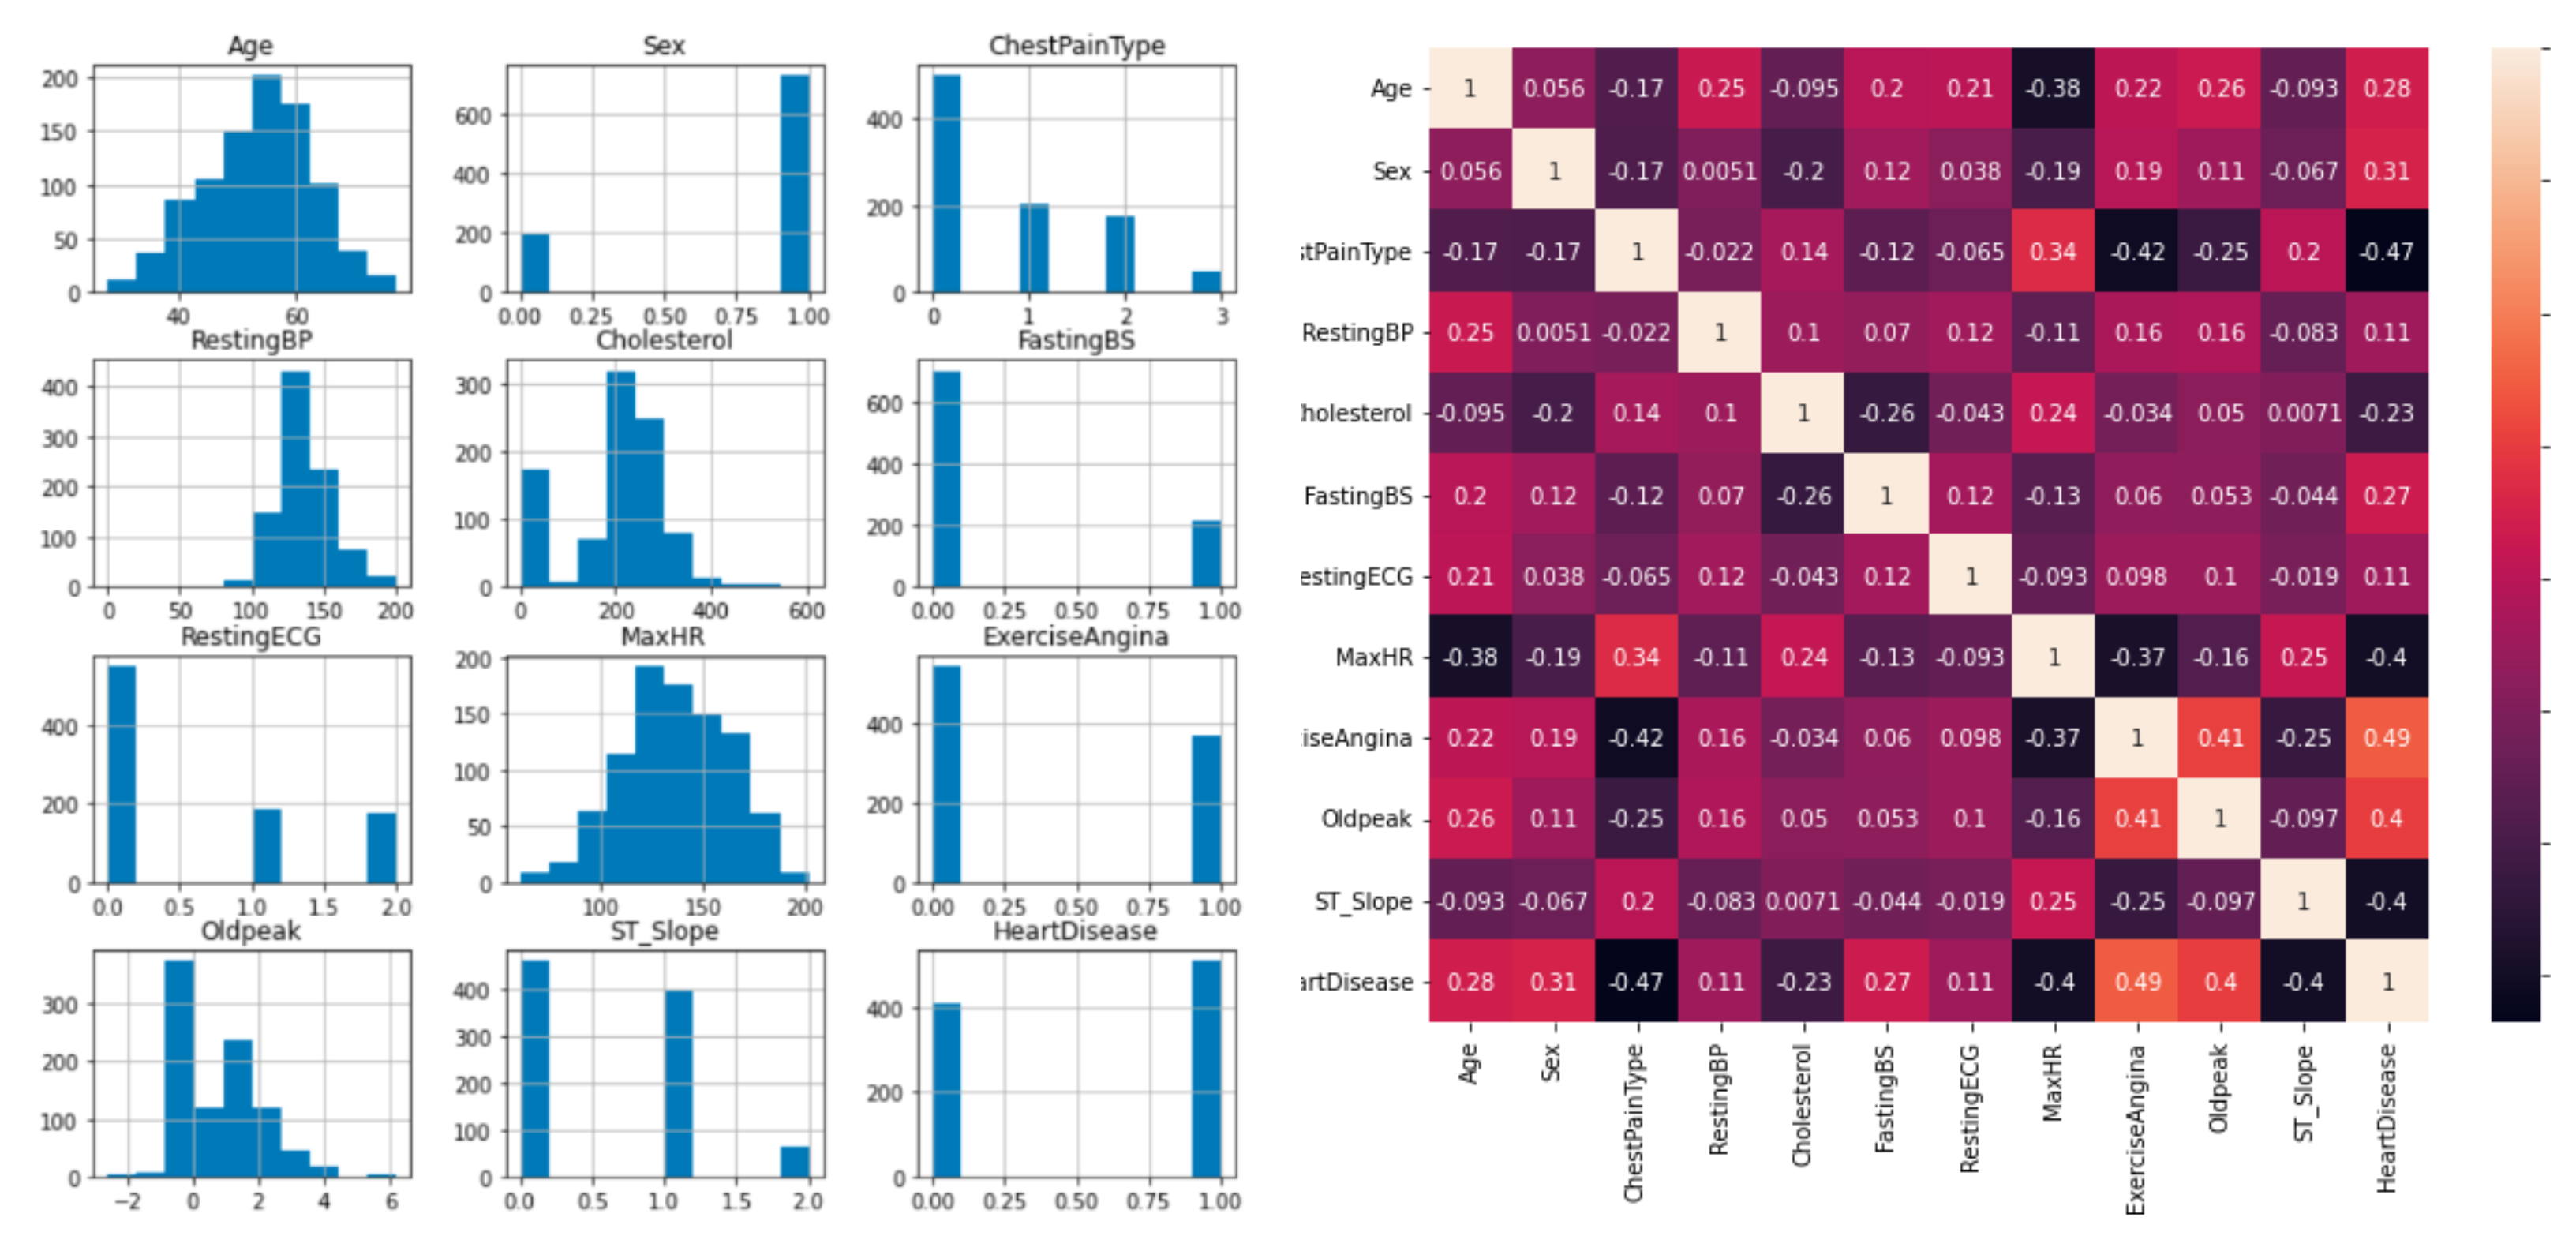 Age Sex ChestPainType
200
150
100
50
0
40 60
600
400
200
0
0.00 0.25 0.50 0.75 1.00
400
200
0
0 1 2 3
RestingBP Cholesterol FastingBS
400
300
200
100
0
0 50 100 150 200
300
200
100
0
0 200 400 600
600
400
200
0
0.00 0.25 0.50 0.75 1.00
RestingECG MaxHR ExerciseAngina
400
200
0
0.0 0.5 1.0 1.5 2.0
200
150
100
50
0
100 150 200
400
200
0
0.00 0.25 0.50 0.75 1.00
Oldpeak ST_Slope HeartDisease
300
200
100
0
−2 0 2 4 6
400
300
200
100
0
0.0 0.5 1.0 1.5 2.0
400
200
0
0.00 0.25 0.50 0.75 1.00
Age 1 0.056 -0.17 0.25 -0.095 0.2 0.21 -0.38 0.22 0.26 -0.093 0.28
Sex 0.056 1 -0.17 0.0051 -0.2 0.12 0.038 -0.19 0.19 0.11 -0.067 0.31
stPainType -0.17 -0.17 1 -0.022 0.14 -0.12 -0.065 0.34 -0.42 -0.25 0.2 -0.47
RestingBP 0.25 0.0051 -0.022 1 0.1 0.07 0.12 -0.11 0.16 0.16 -0.083 0.11
holesterol -0.095 -0.2 0.14 0.1 1 -0.26 -0.043 0.24 -0.034 0.05 0.0071 -0.23
FastingBS 0.2 0.12 -0.12 0.07 -0.26 1 0.12 -0.13 0.06 0.053 -0.044 0.27
estingECG 0.21 0.038 -0.065 0.12 -0.043 0.12 1 -0.093 0.098 0.1 -0.019 0.11
MaxHR -0.38 -0.19 0.34 -0.11 0.24 -0.13 -0.093 1 -0.37 -0.16 0.25 -0.4
iseAngina 0.22 0.19 -0.42 0.16 -0.034 0.06 0.098 -0.37 1 0.41 -0.25 0.49
Oldpeak 0.26 0.11 -0.25 0.16 0.05 0.053 0.1 -0.16 0.41 1 -0.097 0.4
ST_Slope -0.093 -0.067 0.2 -0.083 0.0071 -0.044 -0.019 0.25 -0.25 -0.097 1 -0.4
artDisease 0.28 0.31 -0.47 0.11 -0.23 0.27 0.11 -0.4 0.49 0.4 -0.4 1
Age Sex ChestPainType RestingBP Cholesterol FastingBS RestingECG MaxHR ExerciseAngina Oldpeak ST_Slope HeartDisease